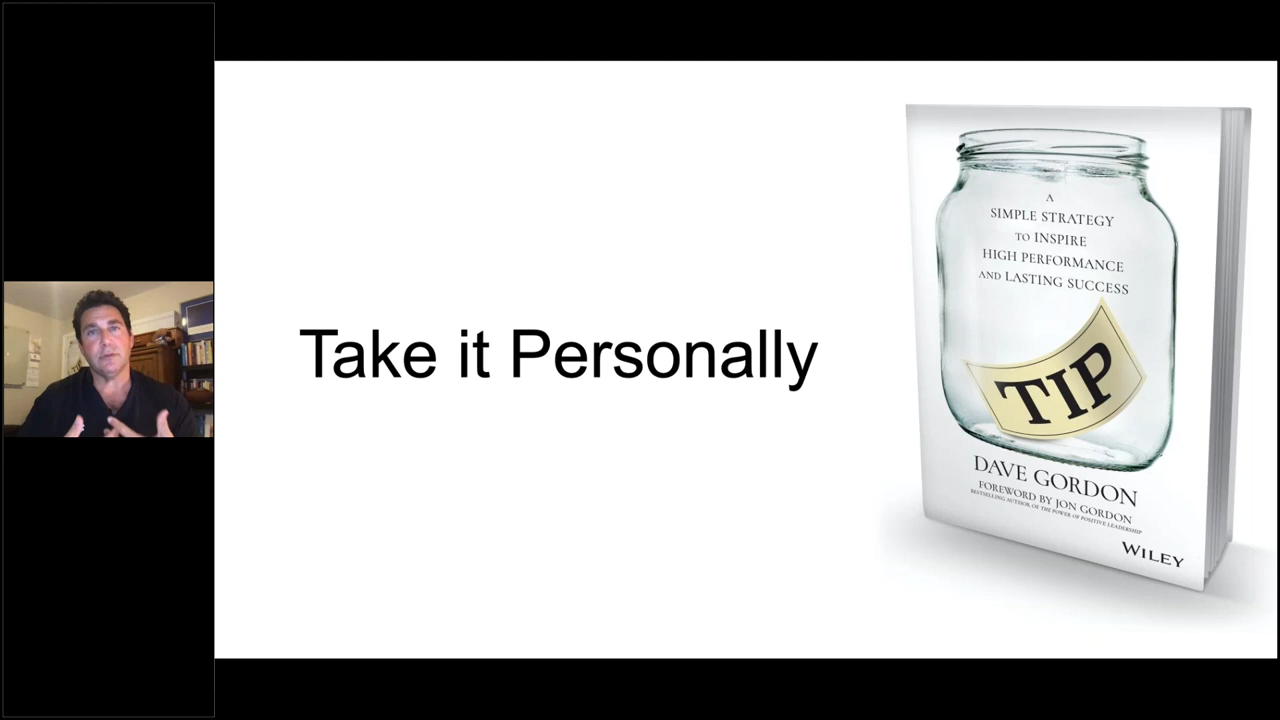 Take it Personally
A
SIMPLE STRATEGY
TO INSPIRE
HIGH PERFORMANCE
AND LASTING SUCCESS
TIP
DAVE GORDON
FOREWORD BY JON GORDON
BESTSELLING AUTHOR OF THE POWER OF POSITIVE LEADERSHIP
WILEY